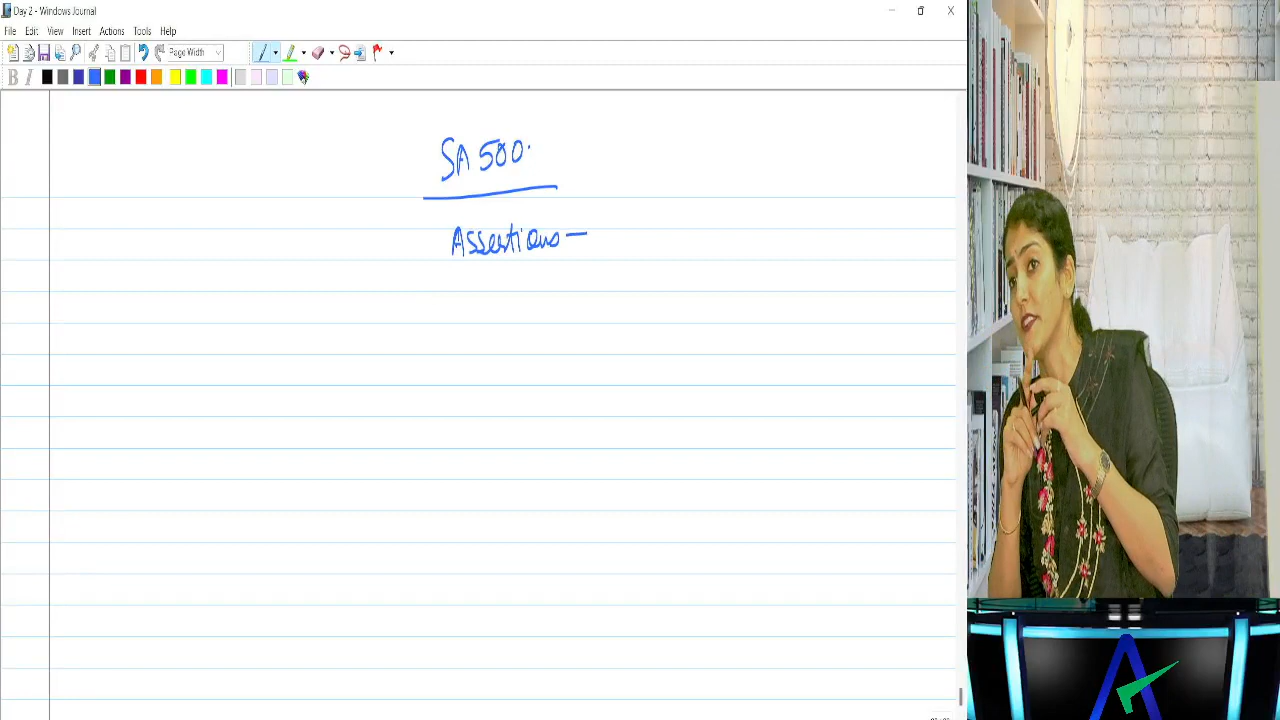 Day 2 - Windows Journal
File Edit View Insert Actions Tools Help
Page Width
B I
SA 500.
Assertions —